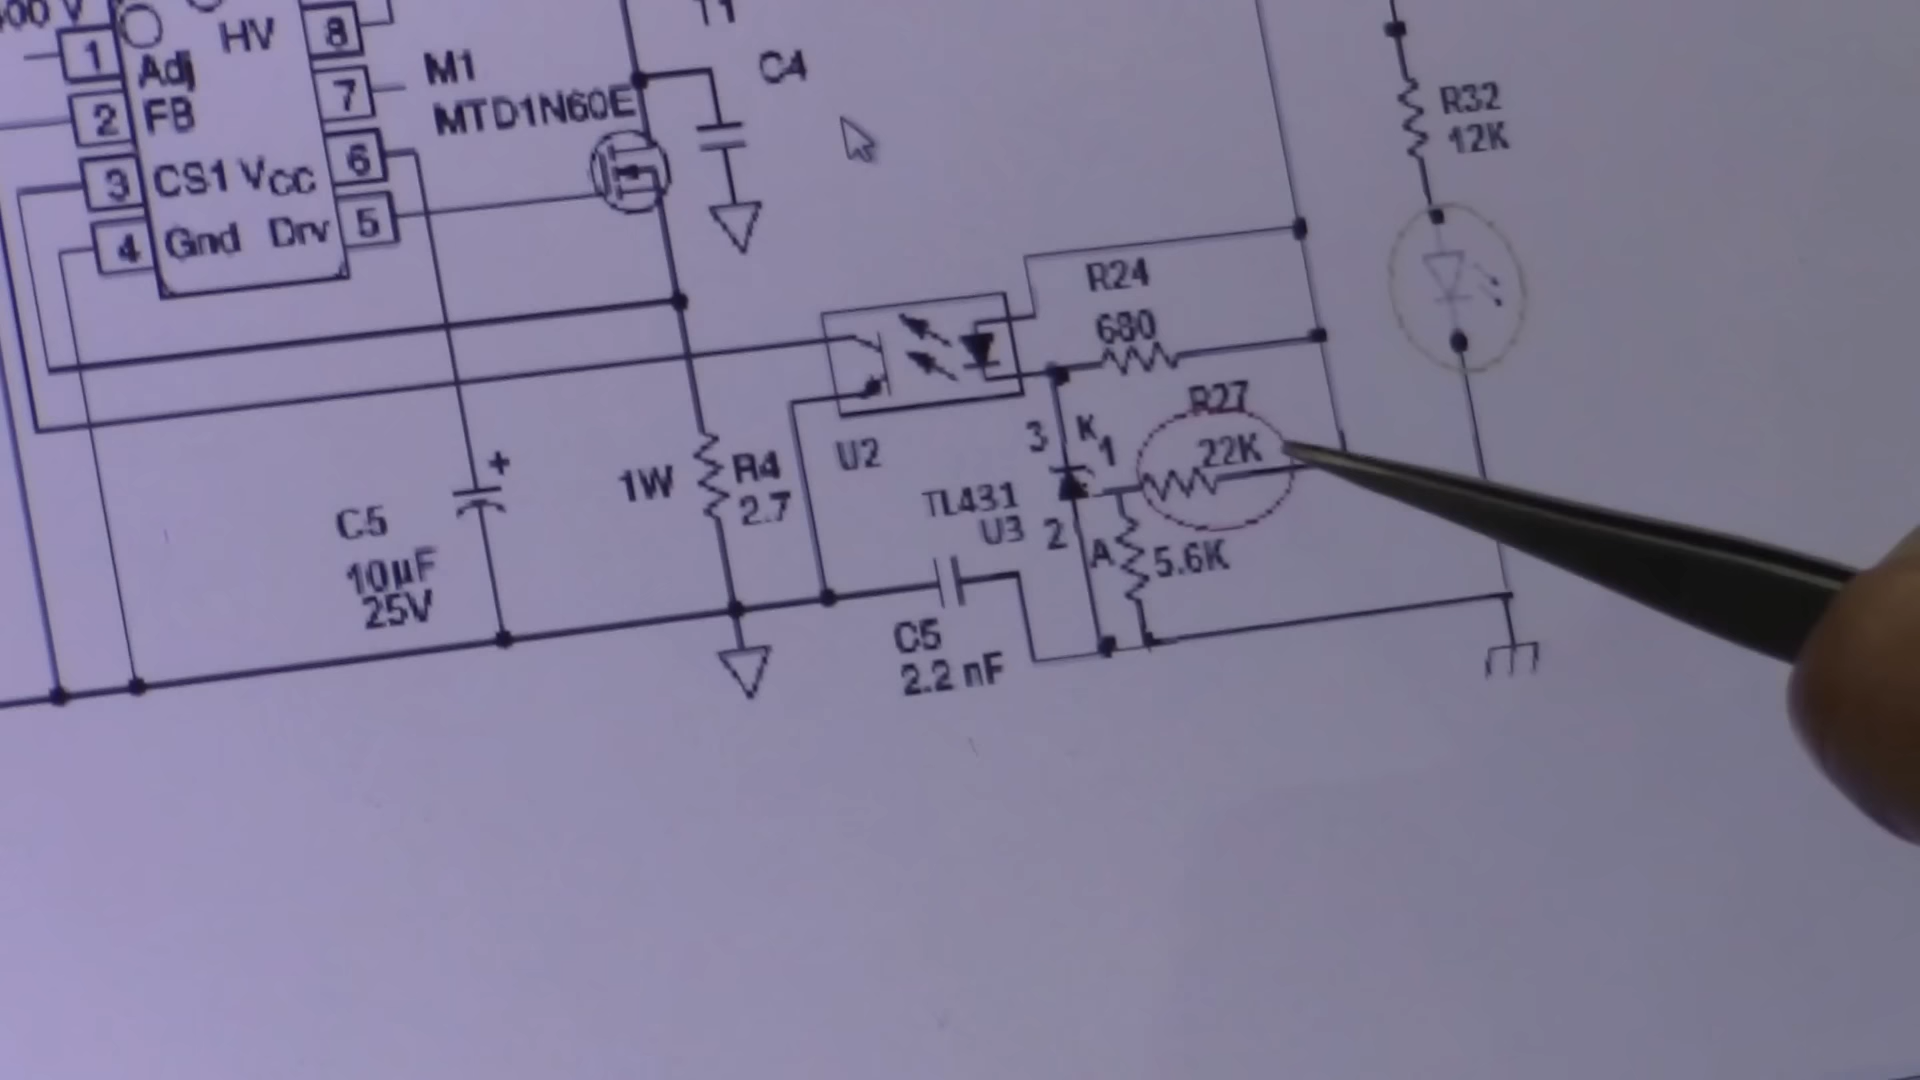 1
Adj
HV
8
2
FB
7
3
CS1 Vcc
6
4
Gnd Drv
5
M1
MTD1N60E
T1
C4
R32
12K
R24
680
R27
22K
3 K 1
U2
TL431
U3 2 A
5.6K
1W
R4
2.7
+
C5
10µF
25V
C5
2.2 nF